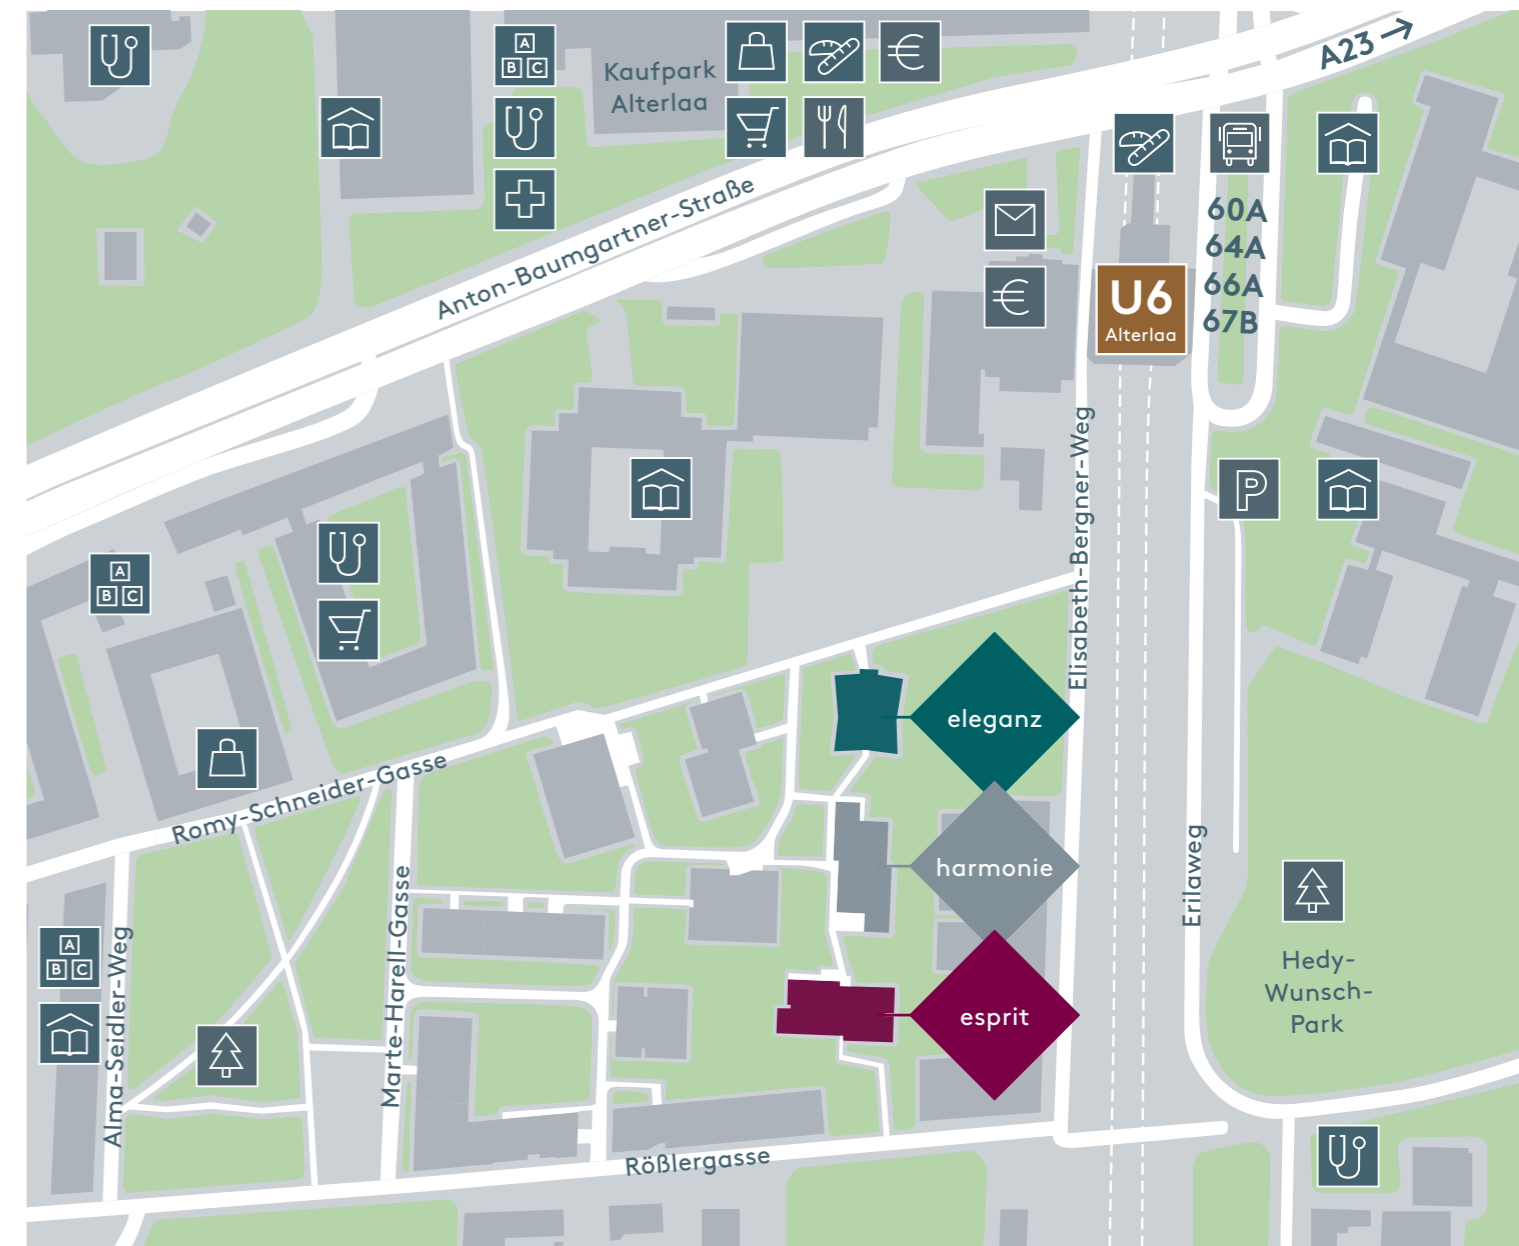 A23
A
B C
Kaufpark
Alterlaa
€
Anton-Baumgartner-Straße
60A
64A
66A
67B
€
U6
Alterlaa
P
A
B C
Elisabeth-Bergner-Weg
eleganz
Romy-Schneider-Gasse
harmonie
Erilaweg
Marte-Harell-Gasse
A
B C
Alma-Seidler-Weg
Hedy-
Wunsch-
Park
esprit
Rößlergasse